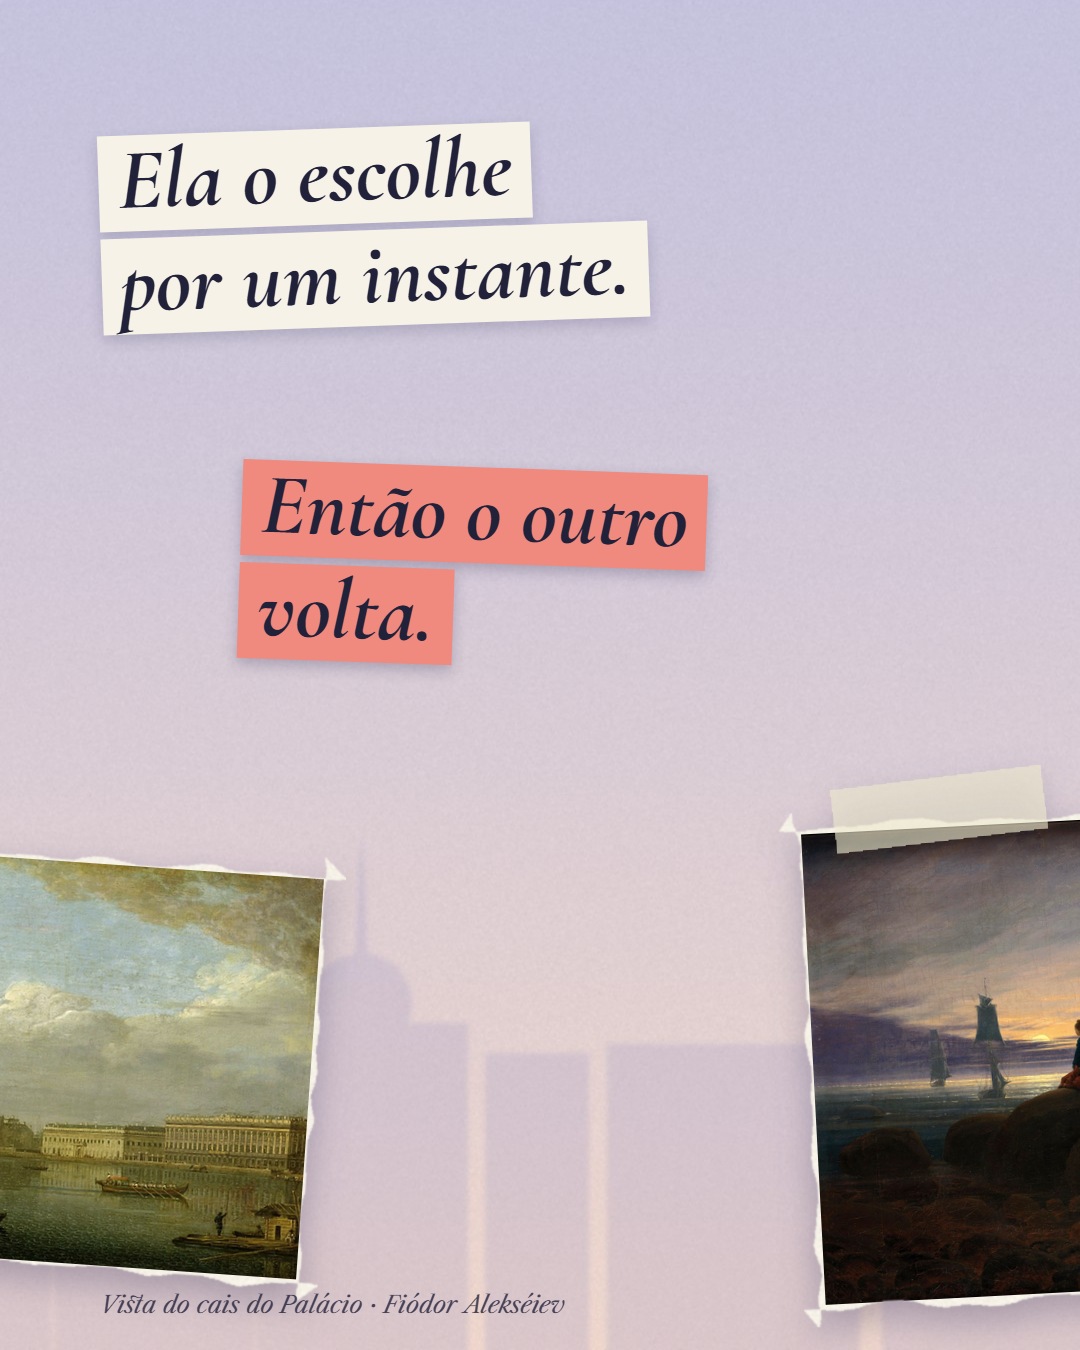 Ela o escolhe
por um instante.
Então o outro
volta.
Vista do cais do Palácio · Fiódor Alekséiev